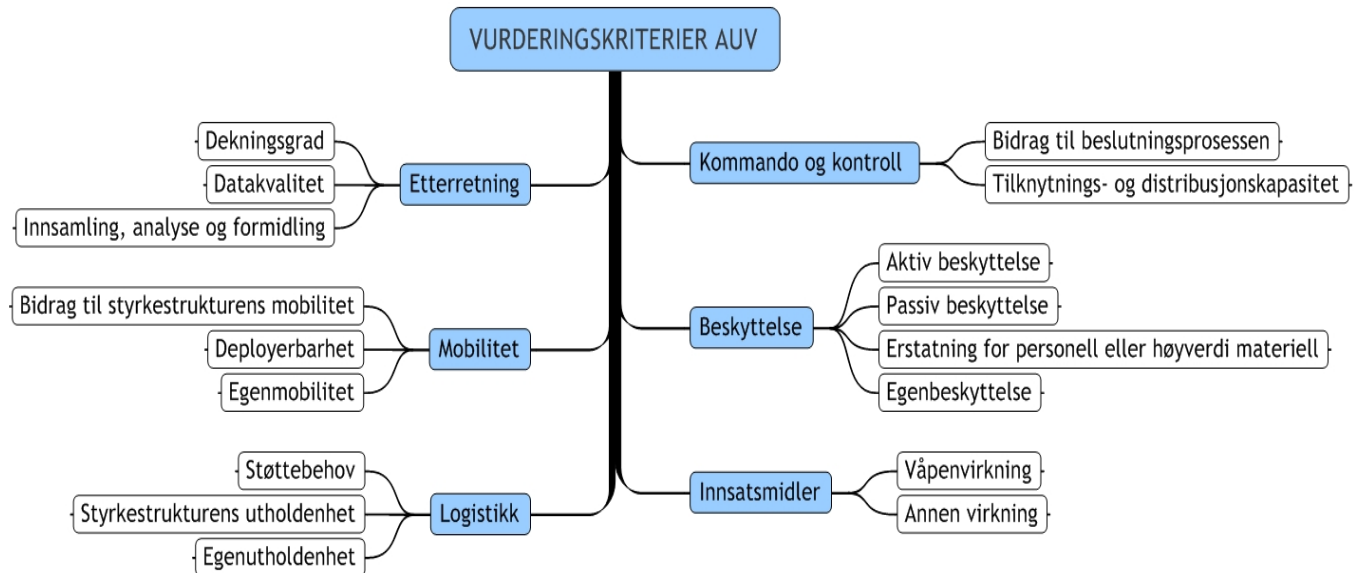 VURDERINGSKRITERIER AUV
Dekningsgrad
Datakvalitet
Innsamling, analyse og formidling
Etterretning
Bidrag til styrkestrukturens mobilitet
Deployerbarhet
Egenmobilitet
Mobilitet
Støttebehov
Styrkestrukturens utholdenhet
Egenutholdenhet
Logistikk
Kommando og kontroll
Bidrag til beslutningsprosessen
Tilknytnings- og distribusjonskapasitet
Beskyttelse
Aktiv beskyttelse
Passiv beskyttelse
Erstatning for personell eller høyverdi materiell
Egenbeskyttelse
Innsatsmidler
Våpenvirkning
Annen virkning